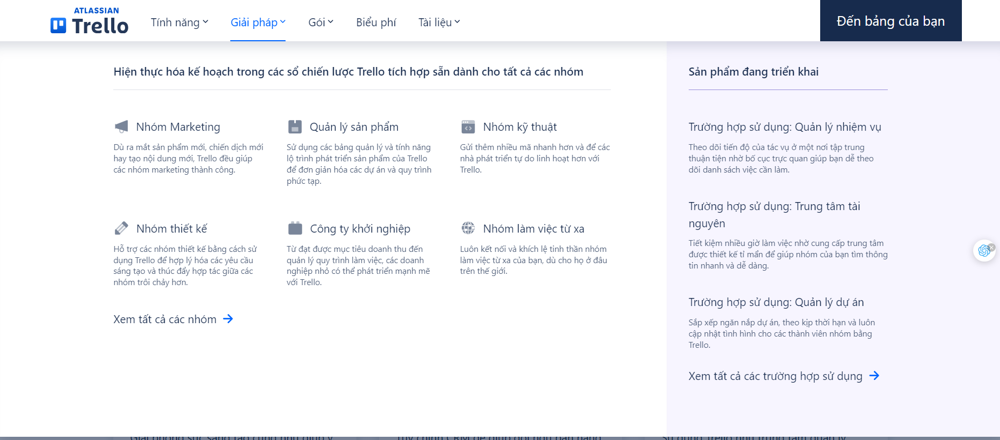 ATLASSIAN
Trello
Tính năng
Giải pháp
Gói
Biểu phí
Tài liệu
Đến bảng của bạn
Hiện thực hóa kế hoạch trong các sổ chiến lược Trello tích hợp sẵn dành cho tất cả các nhóm
Nhóm Marketing
Dù ra mắt sản phẩm mới, chiến dịch mới
hay tạo nội dung mới, Trello đều giúp
các nhóm marketing thành công.
Quản lý sản phẩm
Sử dụng các bảng quản lý và tính năng
lộ trình phát triển sản phẩm của Trello
để đơn giản hóa các dự án và quy trình
phức tạp.
Nhóm kỹ thuật
Gửi thêm nhiều mã nhanh hơn và để các
nhà phát triển tự do linh hoạt hơn với
Trello.
Nhóm thiết kế
Hỗ trợ các nhóm thiết kế bằng cách sử
dụng Trello để hợp lý hóa các yêu cầu
sáng tạo và thúc đẩy hợp tác giữa các
nhóm trôi chảy hơn.
Công ty khởi nghiệp
Từ đạt được mục tiêu doanh thu đến
quản lý quy trình làm việc, các doanh
nghiệp nhỏ có thể phát triển mạnh mẽ
với Trello.
Nhóm làm việc từ xa
Luôn kết nối và khích lệ tinh thần nhóm
làm việc từ xa của bạn, dù cho họ ở đâu
trên thế giới.
Xem tất cả các nhóm
Sản phẩm đang triển khai
Trường hợp sử dụng: Quản lý nhiệm vụ
Theo dõi tiến độ của tác vụ ở một nơi tập trung
thuận tiện nhờ bố cục trực quan giúp bạn dễ theo
dõi danh sách việc cần làm.
Trường hợp sử dụng: Trung tâm tài
nguyên
Tiết kiệm nhiều giờ làm việc nhờ cung cấp trung tâm
được thiết kế tỉ mẩn để giúp nhóm của bạn tìm thông
tin nhanh và dễ dàng.
Trường hợp sử dụng: Quản lý dự án
Sắp xếp ngăn nắp dự án, theo kịp thời hạn và luôn
cập nhật tình hình cho các thành viên nhóm bằng
Trello.
Xem tất cả các trường hợp sử dụng